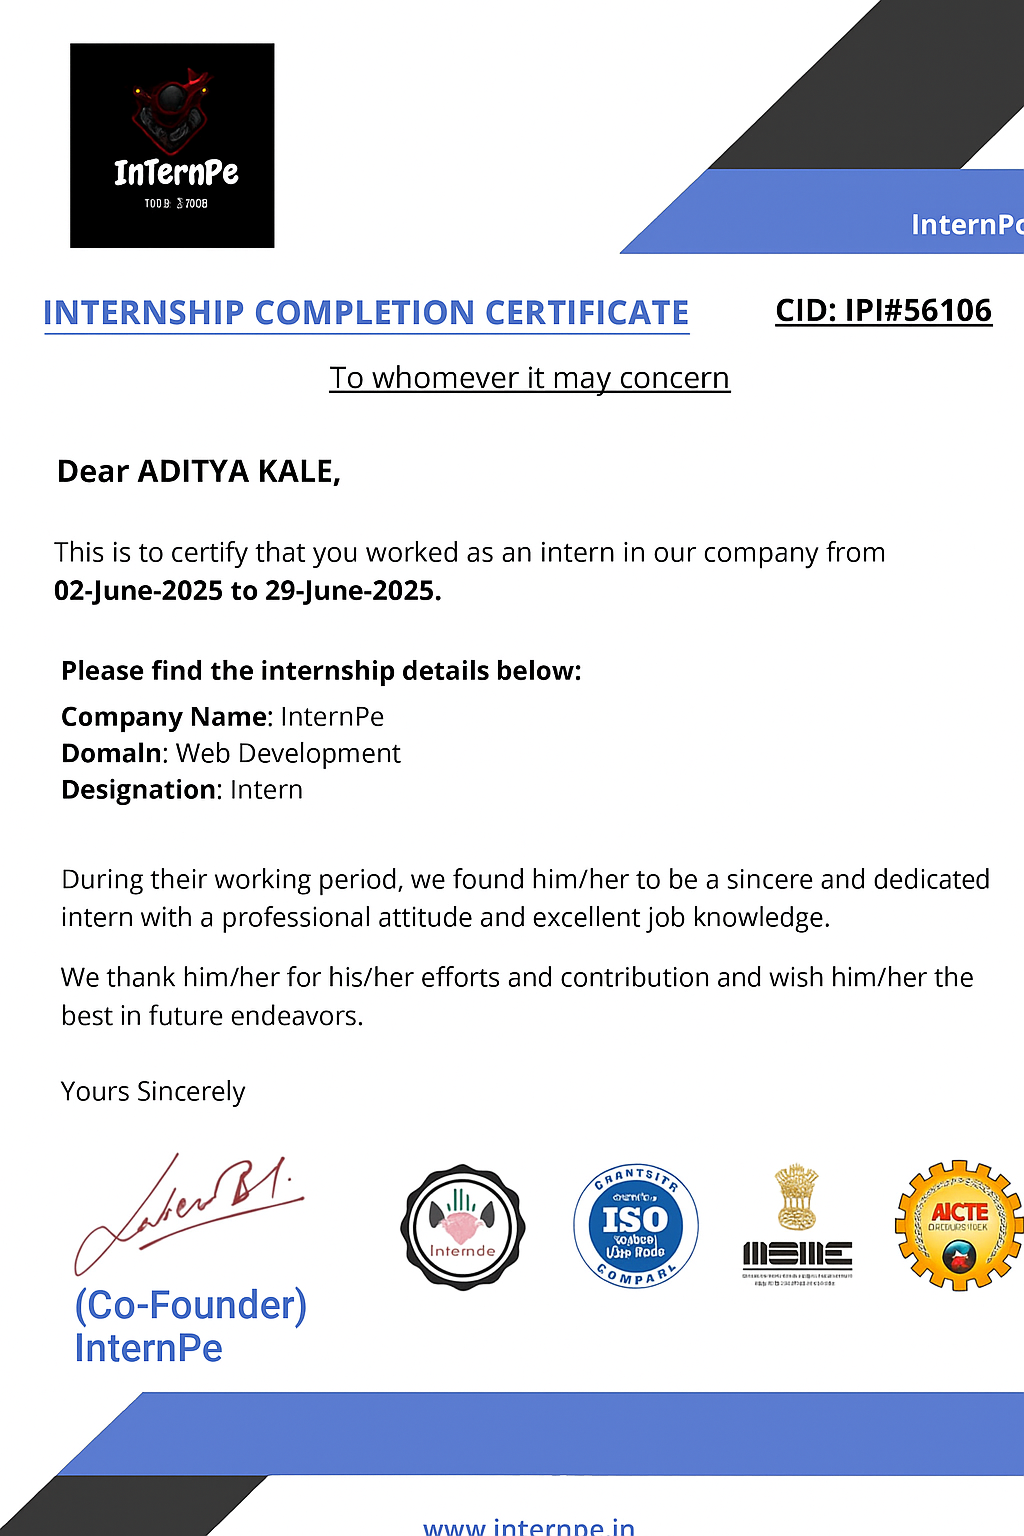 InTernPe
InternPe
INTERNSHIP COMPLETION CERTIFICATE
CID: IPI#56106
To whomever it may concern
Dear ADITYA KALE,
This is to certify that you worked as an intern in our company from
02-June-2025 to 29-June-2025.
Please find the internship details below:
Company Name: InternPe
Domaln: Web Development
Designation: Intern
During their working period, we found him/her to be a sincere and dedicated
intern with a professional attitude and excellent job knowledge.
We thank him/her for his/her efforts and contribution and wish him/her the
best in future endeavors.
Yours Sincerely
(Co-Founder)
InternPe
Internde
CRANTSITR
ISO
COMPARL
MSME
AICTE
www.internpe.in